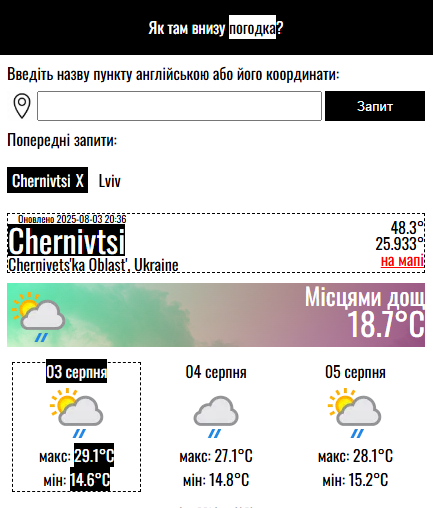 Як там внизу погодка?
Введіть назву пункту англійською або його координати:
Запит
Попередні запити:
Chernivtsi X Lviv
Оновлено 2025-08-03 20:36
Chernivtsi
Chernivets'ka Oblast', Ukraine
48.3°
25.933°
на мапі
Місцями дощ
18.7°C
03 серпня 04 серпня 05 серпня
макс: 29.1°C макс: 27.1°C макс: 28.1°C
мін: 14.6°C мін: 14.8°C мін: 15.2°C